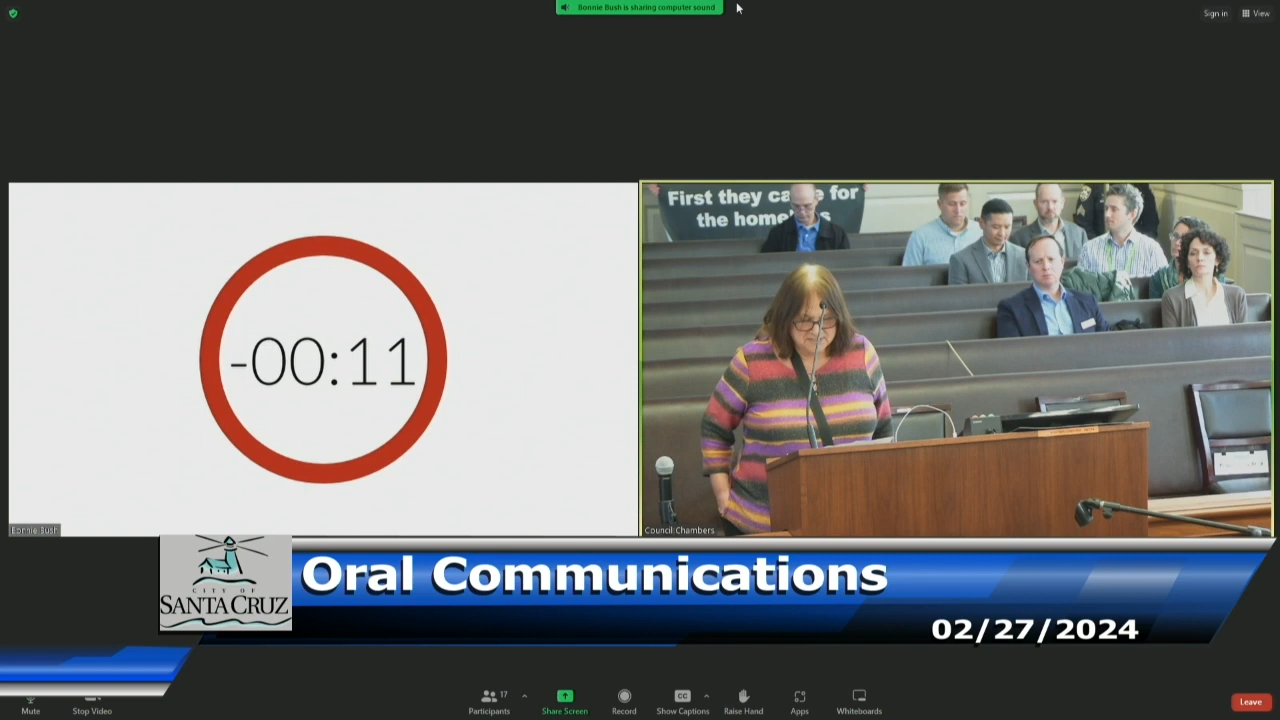 Bonnie Bush is sharing computer sound
Sign in
View
-00:11
First they ca e for
the home s
Bonnie Bush
Council Chambers
CITY OF
SANTA CRUZ
Oral Communications
02/27/2024
Mute
Stop Video
Participants
17
Share Screen
Record
CC
Show Captions
Raise Hand
Apps
Whiteboards
Leave